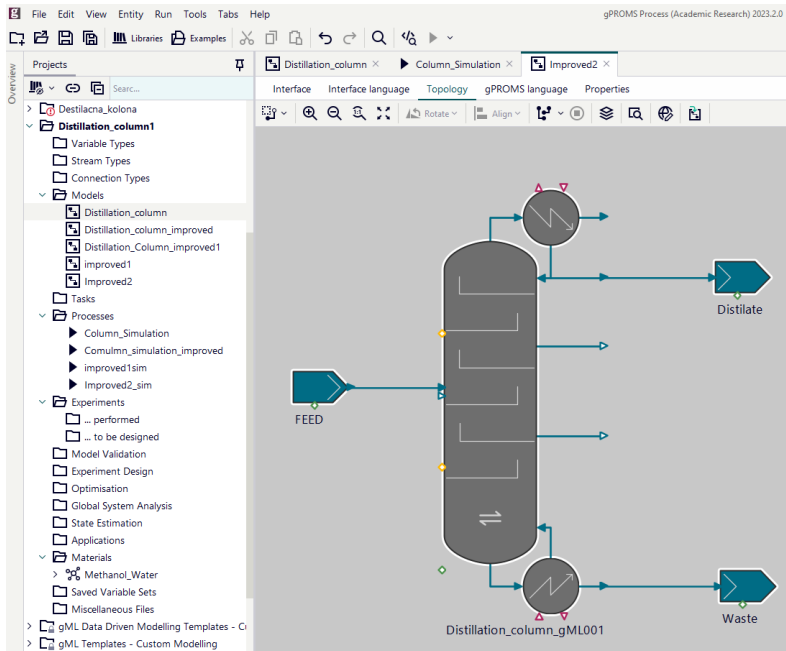 File Edit View Entity Run Tools Tabs Help gPROMS Process (Academic Research) 2023.2.0
Libraries Examples
Overview
Projects
Searc...
Destilacna_kolona
Distillation_column1
Variable Types
Stream Types
Connection Types
Models
Distillation_column
Distillation_column_improved
Distillation_Column_improved1
improved1
Improved2
Tasks
Processes
Column_Simulation
Comulmn_simulation_improved
improved1sim
Improved2_sim
Experiments
... performed
... to be designed
Model Validation
Experiment Design
Optimisation
Global System Analysis
State Estimation
Applications
Materials
Methanol_Water
Saved Variable Sets
Miscellaneous Files
gML Data Driven Modelling Templates - Cu
gML Templates - Custom Modelling
Distillation_column Column_Simulation Improved2
Interface Interface language Topology gPROMS language Properties
Rotate Align
Distilate
FEED
Waste
Distillation_column_gML001